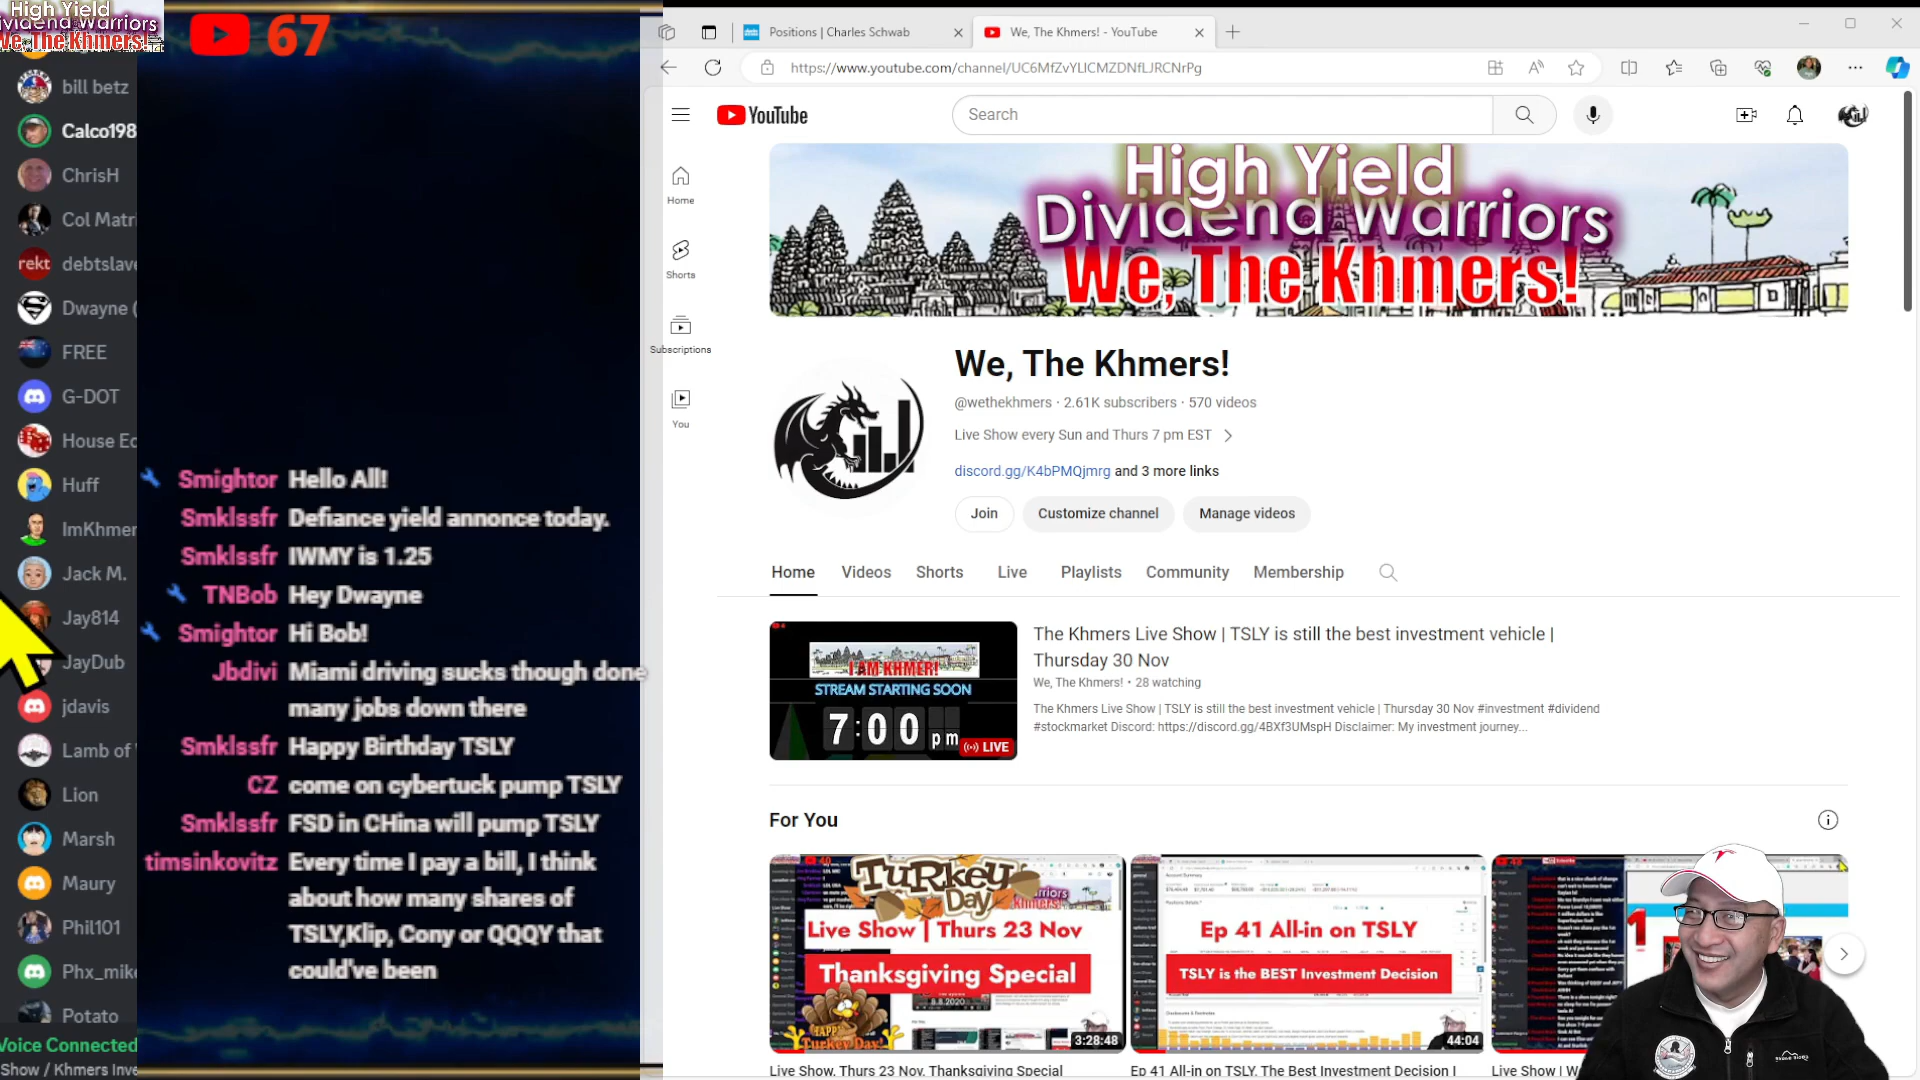 High Yield
Dividend Warriors
We, The Khmers!
67
bill betz
Calco198
ChrisH
Col Matri
rekt debtslave
Dwayne (
FREE
G-DOT
House Ed
Huff
ImKhmer
Jack M.
Jay814
JayDub
jdavis
Lamb of
Lion
Marsh
Maury
Phil101
Phx_mike
Potato
Voice Connected
Show / Khmers Inve
Smightor Hello All!
Smklssfr Defiance yield annonce today.
Smklssfr IWMY is 1.25
TNBob Hey Dwayne
Smightor Hi Bob!
Jbdivi Miami driving sucks though done
many jobs down there
Smklssfr Happy Birthday TSLY
CZ come on cybertuck pump TSLY
Smklssfr FSD in CHina will pump TSLY
timsinkovitz Every time I pay a bill, I think
about how many shares of
TSLY,Klip, Cony or QQQY that
could've been
Positions | Charles Schwab
We, The Khmers! - YouTube
https://www.youtube.com/channel/UC6MfZvYLICMZDNfLJRCNrPg
YouTube
Search
Home
Shorts
Subscriptions
You
High Yield
Dividend Warriors
We, The Khmers!
We, The Khmers!
@wethekhmers · 2.61K subscribers · 570 videos
Live Show every Sun and Thurs 7 pm EST
discord.gg/K4bPMQjmrg and 3 more links
Join Customize channel Manage videos
Home Videos Shorts Live Playlists Community Membership
I AM KHMER!
STREAM STARTING SOON
7:00 pm
LIVE
The Khmers Live Show | TSLY is still the best investment vehicle |
Thursday 30 Nov
We, The Khmers! • 28 watching
The Khmers Live Show | TSLY is still the best investment vehicle | Thursday 30 Nov #investment #dividend
#stockmarket Discord: https://discord.gg/4BXf3UMspH Disclaimer: My investment journey...
For You
Turkey
Day
Live Show | Thurs 23 Nov
Thanksgiving Special
8.8.2020
HAPPY
Turkey Day!
3:28:48
Ep 41 All-in on TSLY
TSLY is the BEST Investment Decision
44:04
Live Show, Thurs 23 Nov, Thanksgiving Special
Ep 41 All-in on TSLY, The Best Investment Decision |
Live Show | W